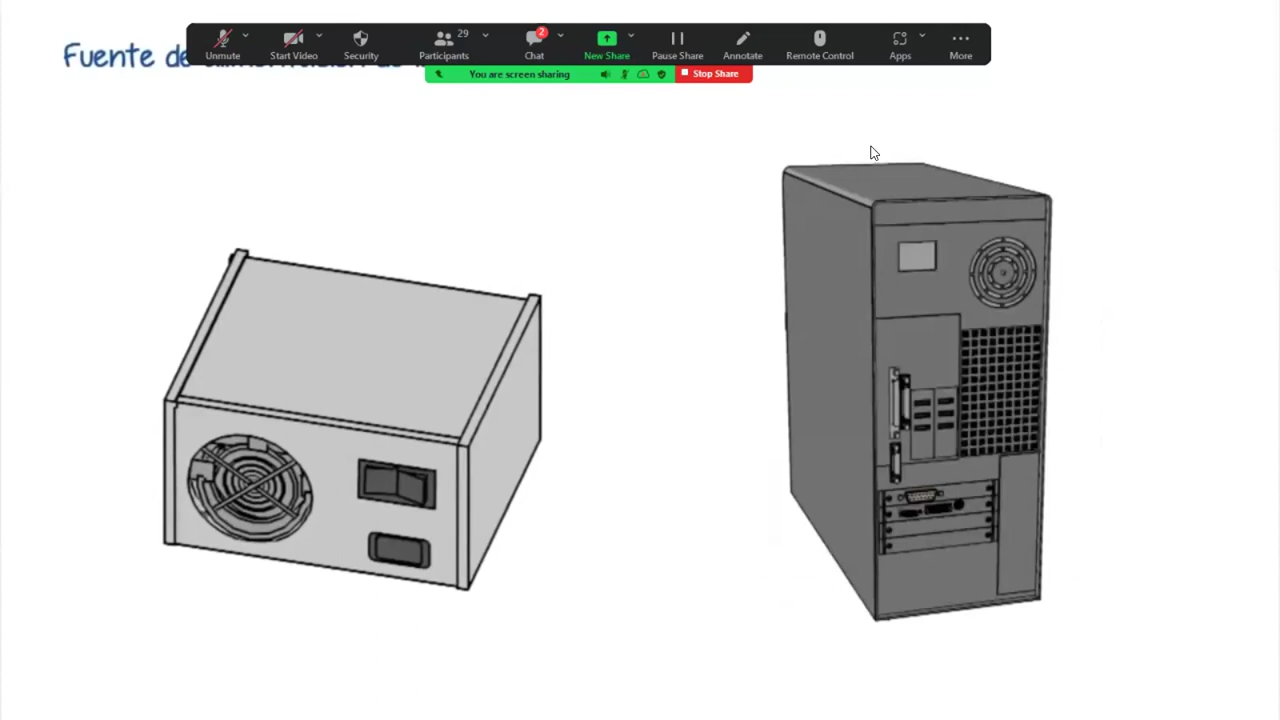 Fuente de
29
2
Unmute Start Video Security Participants Chat New Share Pause Share Annotate Remote Control Apps More
You are screen sharing Stop Share